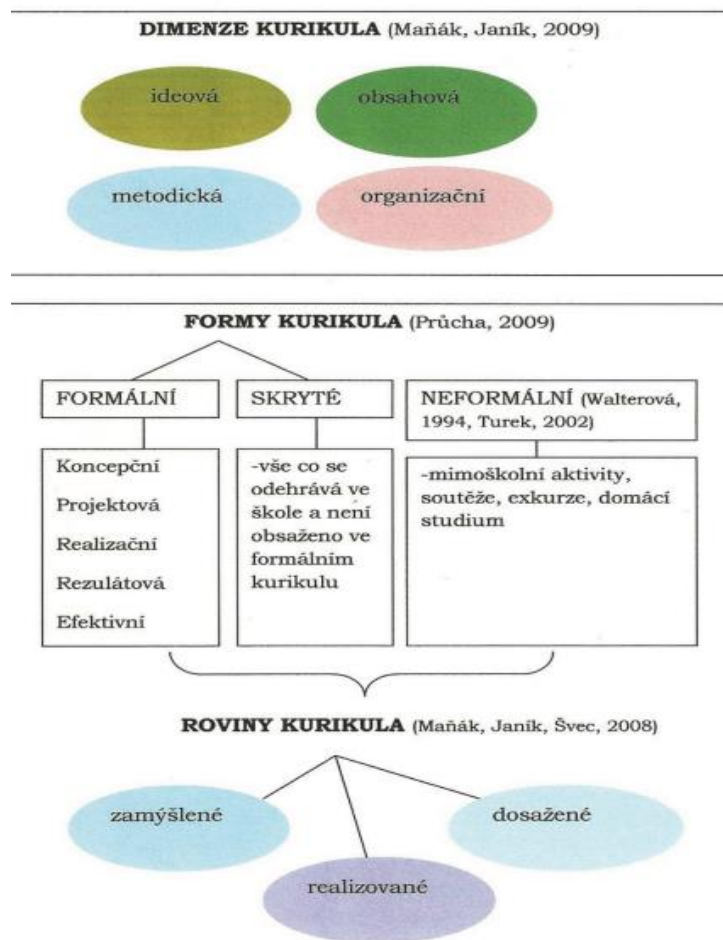 DIMENZE KURIKULA (Maňák, Janík, 2009)
ideová
obsahová
metodická
organizační
FORMY KURIKULA (Průcha, 2009)
FORMÁLNÍ
Koncepční
Projektová
Realizační
Rezulátová
Efektivní
SKRYTÉ
-vše co se
odehrává ve
škole a není
obsaženo ve
formálním
kurikulu
NEFORMÁLNÍ (Walterová,
1994, Turek, 2002)
-mimoškolní aktivity,
soutěže, exkurze, domácí
studium
ROVINY KURIKULA (Maňák, Janík, Švec, 2008)
zamýšlené
dosažené
realizované